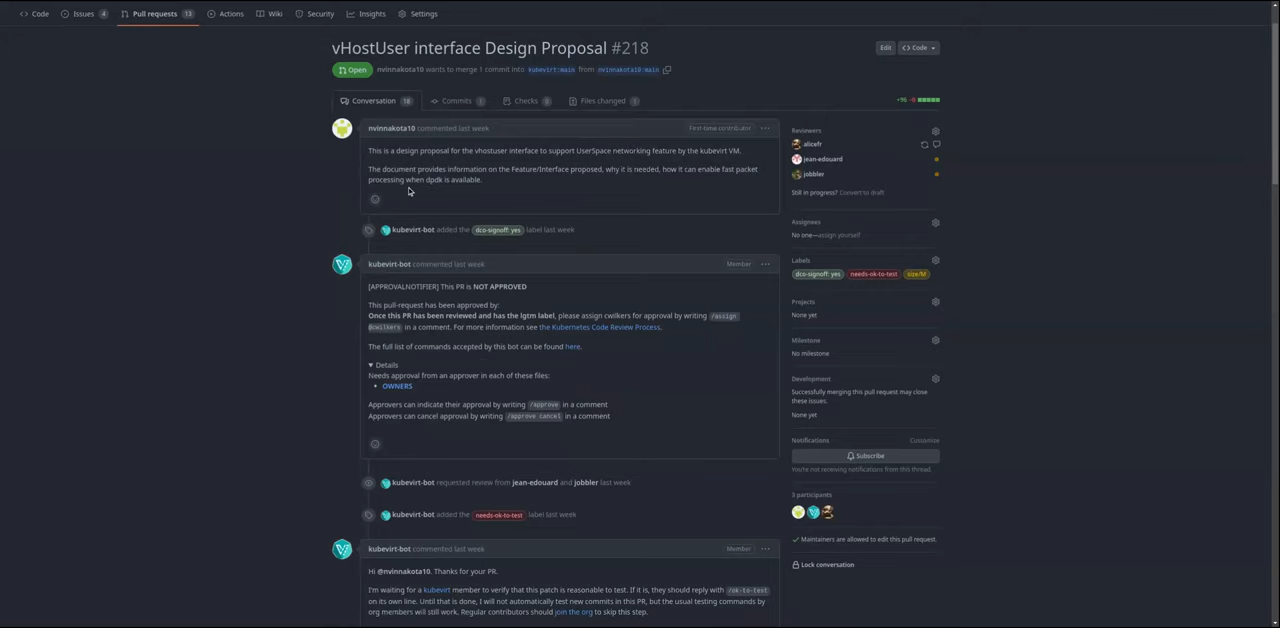 Code
Issues 4
Pull requests 13
Actions
Wiki
Security
Insights
Settings
vHostUser interface Design Proposal #218
Edit
Code
Open
nvinnakota10 wants to merge 1 commit into kubevirt:main from nvinnakota10:main
Conversation 18
Commits 1
Checks 0
Files changed 1
+96 -0
nvinnakota10 commented last week
First-time contributor
This is a design proposal for the vhostuser interface to support UserSpace networking feature by the kubevirt VM.
The document provides information on the Feature/Interface proposed, why it is needed, how it can enable fast packet
processing when dpdk is available.
kubevirt-bot added the dco-signoff: yes label last week
kubevirt-bot commented last week
Member
[APPROVALNOTIFIER] This PR is NOT APPROVED
This pull-request has been approved by:
Once this PR has been reviewed and has the lgtm label, please assign cwilkers for approval by writing /assign
@cwilkers in a comment. For more information see the Kubernetes Code Review Process.
The full list of commands accepted by this bot can be found here.
▼ Details
Needs approval from an approver in each of these files:
• OWNERS
Approvers can indicate their approval by writing /approve in a comment
Approvers can cancel approval by writing /approve cancel in a comment
kubevirt-bot requested review from jean-edouard and jobbler last week
kubevirt-bot added the needs-ok-to-test label last week
kubevirt-bot commented last week
Member
Hi @nvinnakota10. Thanks for your PR.
I'm waiting for a kubevirt member to verify that this patch is reasonable to test. If it is, they should reply with /ok-to-test
on its own line. Until that is done, I will not automatically test new commits in this PR, but the usual testing commands by
org members will still work. Regular contributors should join the org to skip this step.
Reviewers
alicefr
jean-edouard
jobbler
Still in progress? Convert to draft
Assignees
No one—assign yourself
Labels
dco-signoff: yes
needs-ok-to-test
size/M
Projects
None yet
Milestone
No milestone
Development
Successfully merging this pull request may close
these issues.
None yet
Notifications
Customize
Subscribe
You're not receiving notifications from this thread.
3 participants
Maintainers are allowed to edit this pull request.
Lock conversation